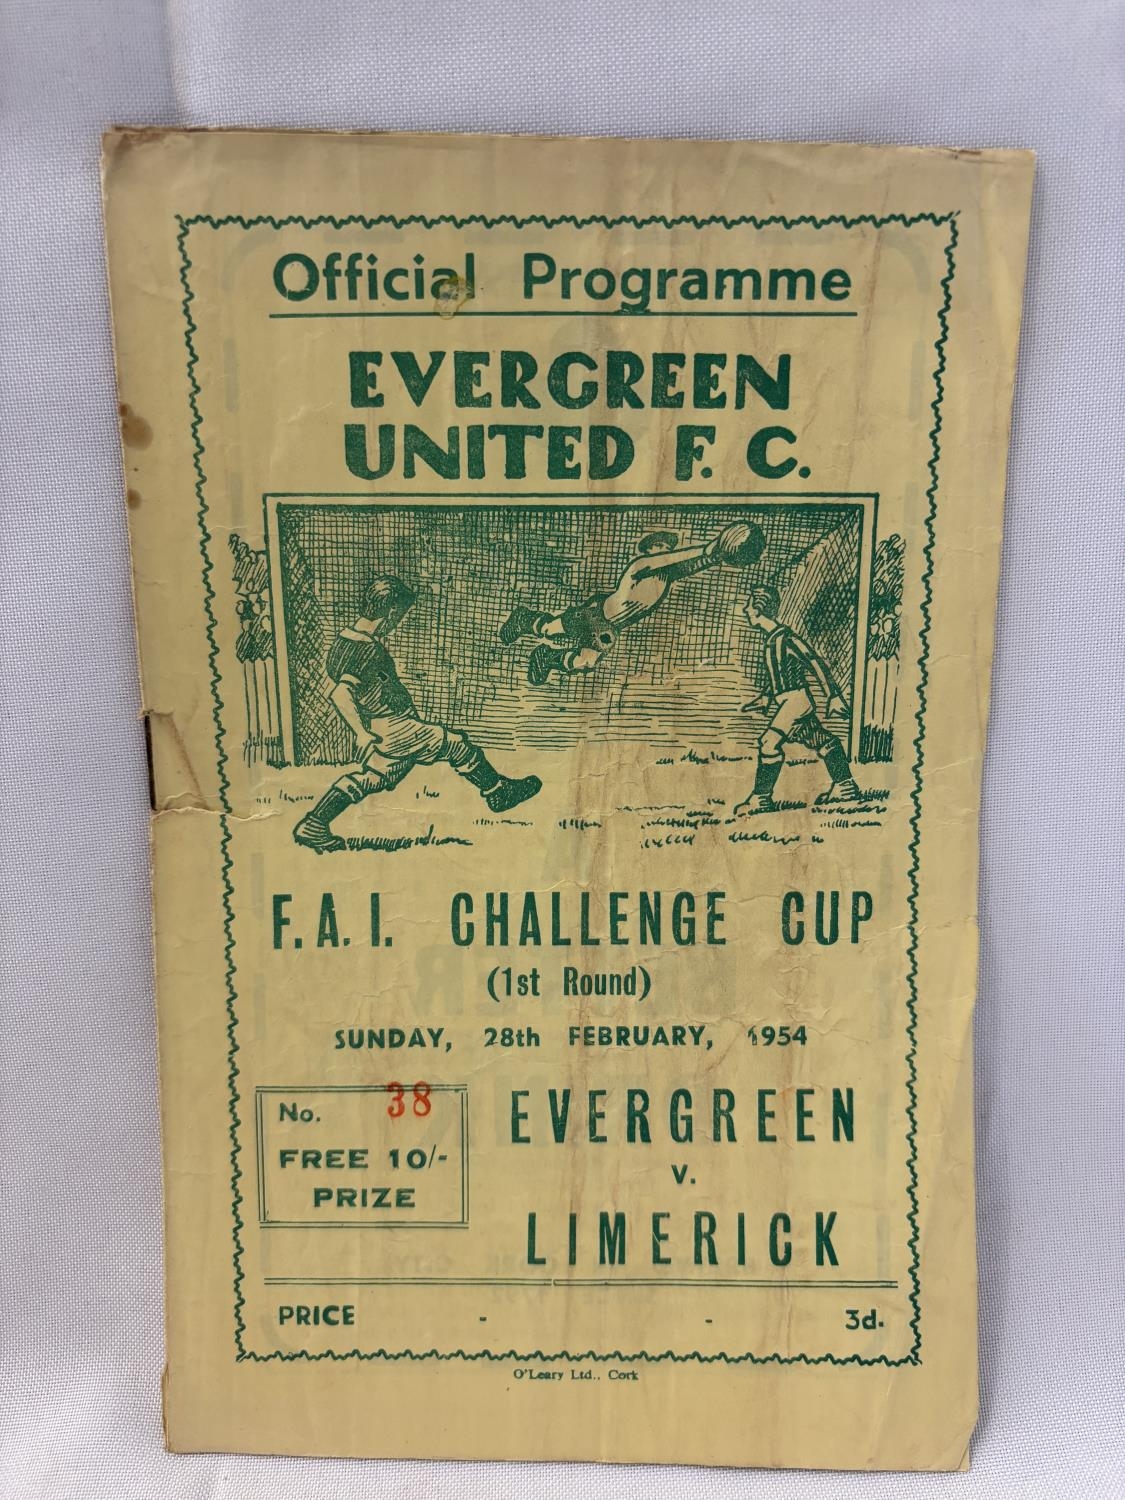 Official Programme
EVERGREEN
UNITED F. C.
F. A. I. CHALLENGE CUP
(1st Round)
SUNDAY, 28th FEBRUARY, 1954
No. 38
FREE 10/-
PRIZE
EVERGREEN
v.
LIMERICK
PRICE - - 3d.
O'Leary Ltd., Cork